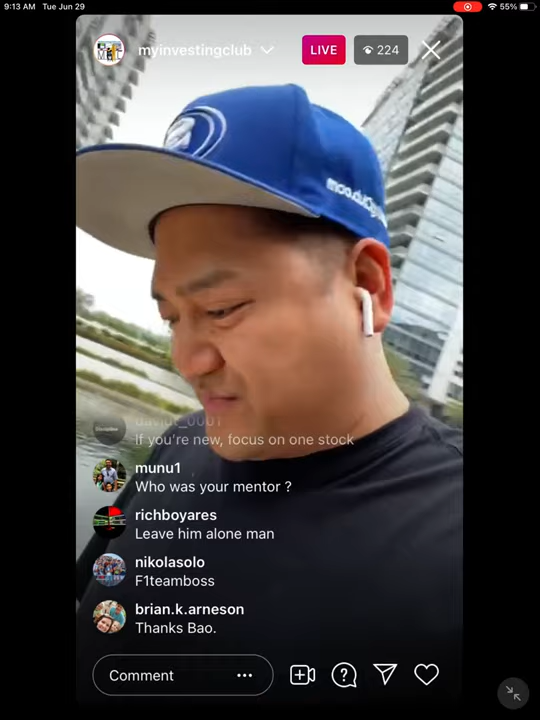 9:13 AM Tue Jun 29
55%
myinvestingclub
LIVE
224
If you're new, focus on one stock
munu1
Who was your mentor ?
richboyares
Leave him alone man
nikolasolo
F1teamboss
brian.k.arneson
Thanks Bao.
Comment